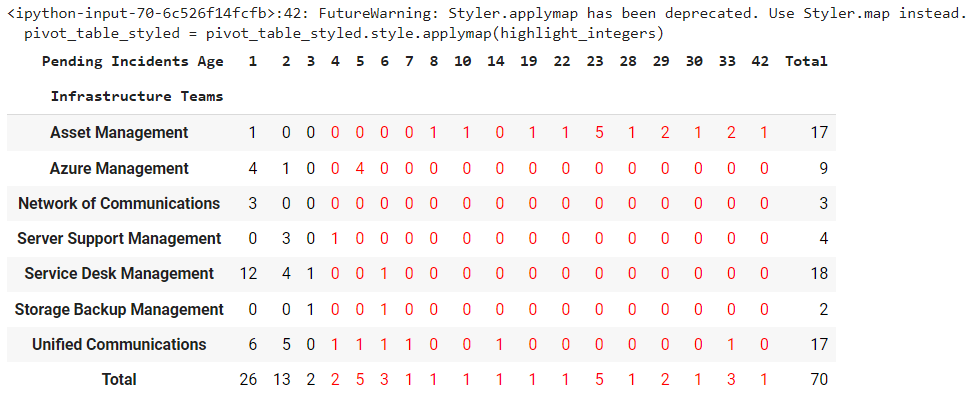 <ipython-input-70-6c526f14fcfb>:42: FutureWarning: Styler.applymap has been deprecated. Use Styler.map instead.
pivot_table_styled = pivot_table_styled.style.applymap(highlight_integers)
Pending Incidents Age 1 2 3 4 5 6 7 8 10 14 19 22 23 28 29 30 33 42 Total
Infrastructure Teams
Asset Management 1 0 0 0 0 0 0 1 1 0 1 1 5 1 2 1 2 1 17
Azure Management 4 1 0 0 4 0 0 0 0 0 0 0 0 0 0 0 0 0 9
Network of Communications 3 0 0 0 0 0 0 0 0 0 0 0 0 0 0 0 0 0 3
Server Support Management 0 3 0 1 0 0 0 0 0 0 0 0 0 0 0 0 0 0 4
Service Desk Management 12 4 1 0 0 1 0 0 0 0 0 0 0 0 0 0 0 0 18
Storage Backup Management 0 0 1 0 0 1 0 0 0 0 0 0 0 0 0 0 0 0 2
Unified Communications 6 5 0 1 1 1 1 0 0 1 0 0 0 0 0 0 1 0 17
Total 26 13 2 2 5 3 1 1 1 1 1 1 5 1 2 1 3 1 70